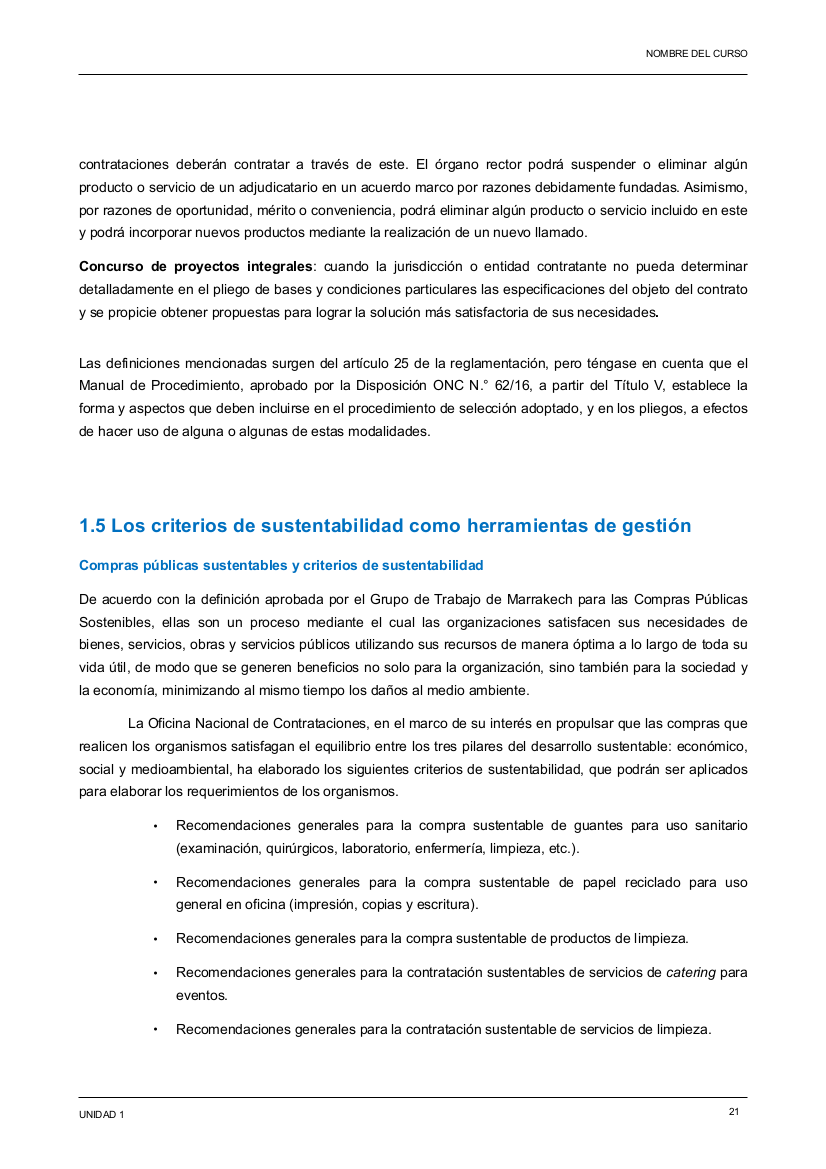 NOMBRE DEL CURSO
contrataciones deberán contratar a través de este. El órgano rector podrá suspender o eliminar algún
producto o servicio de un adjudicatario en un acuerdo marco por razones debidamente fundadas. Asimismo,
por razones de oportunidad, mérito o conveniencia, podrá eliminar algún producto o servicio incluido en este
y podrá incorporar nuevos productos mediante la realización de un nuevo llamado.
Concurso de proyectos integrales: cuando la jurisdicción o entidad contratante no pueda determinar
detalladamente en el pliego de bases y condiciones particulares las especificaciones del objeto del contrato
y se propicie obtener propuestas para lograr la solución más satisfactoria de sus necesidades.
Las definiciones mencionadas surgen del artículo 25 de la reglamentación, pero téngase en cuenta que el
Manual de Procedimiento, aprobado por la Disposición ONC N.° 62/16, a partir del Título V, establece la
forma y aspectos que deben incluirse en el procedimiento de selección adoptado, y en los pliegos, a efectos
de hacer uso de alguna o algunas de estas modalidades.
1.5 Los criterios de sustentabilidad como herramientas de gestión
Compras públicas sustentables y criterios de sustentabilidad
De acuerdo con la definición aprobada por el Grupo de Trabajo de Marrakech para las Compras Públicas
Sostenibles, ellas son un proceso mediante el cual las organizaciones satisfacen sus necesidades de
bienes, servicios, obras y servicios públicos utilizando sus recursos de manera óptima a lo largo de toda su
vida útil, de modo que se generen beneficios no solo para la organización, sino también para la sociedad y
la economía, minimizando al mismo tiempo los daños al medio ambiente.
La Oficina Nacional de Contrataciones, en el marco de su interés en propulsar que las compras que
realicen los organismos satisfagan el equilibrio entre los tres pilares del desarrollo sustentable: económico,
social y medioambiental, ha elaborado los siguientes criterios de sustentabilidad, que podrán ser aplicados
para elaborar los requerimientos de los organismos.
• Recomendaciones generales para la compra sustentable de guantes para uso sanitario
(examinación, quirúrgicos, laboratorio, enfermería, limpieza, etc.).
• Recomendaciones generales para la compra sustentable de papel reciclado para uso
general en oficina (impresión, copias y escritura).
• Recomendaciones generales para la compra sustentable de productos de limpieza.
• Recomendaciones generales para la contratación sustentables de servicios de catering para
eventos.
• Recomendaciones generales para la contratación sustentable de servicios de limpieza.
UNIDAD 1
21